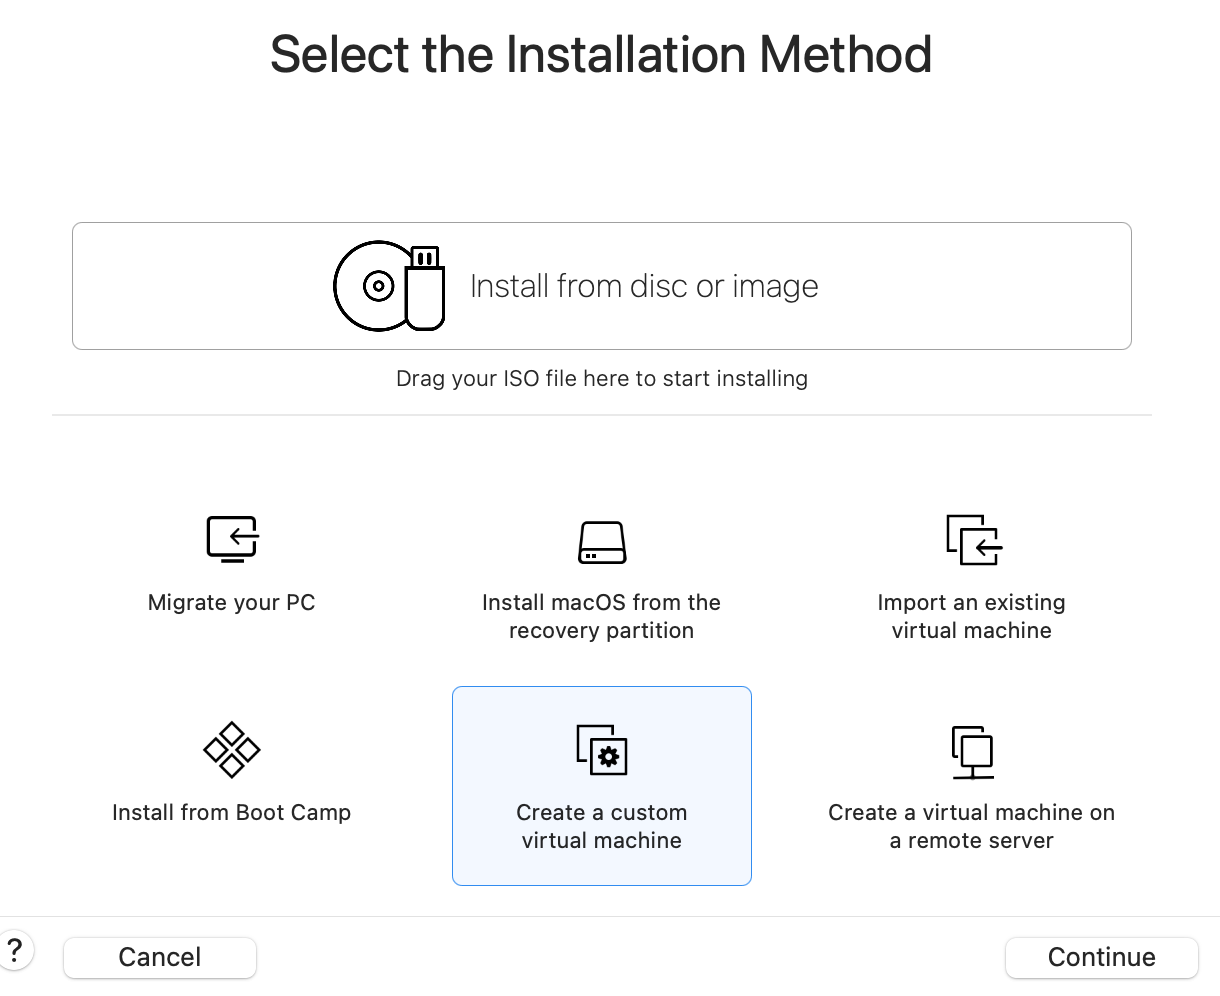 Select the Installation Method
Install from disc or image
Drag your ISO file here to start installing
Migrate your PC
Install macOS from the
recovery partition
Import an existing
virtual machine
Install from Boot Camp
Create a custom
virtual machine
Create a virtual machine on
a remote server
?
Cancel
Continue